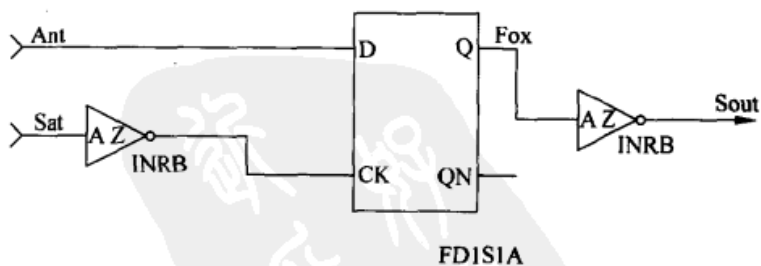 Ant
D
Q
Fox
Sat
A Z
INRB
CK
QN
A Z
INRB
Sout
FD1S1A